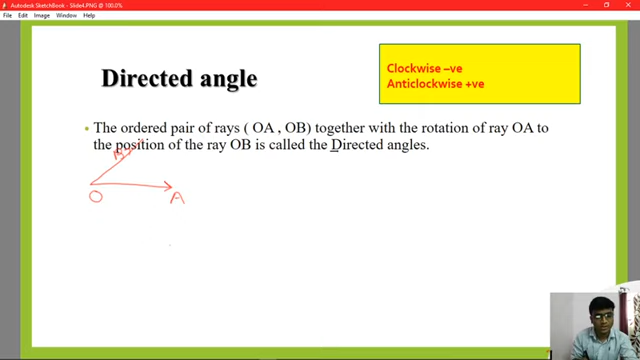 Autodesk SketchBook - Slide4.PNG @ 100.0%
File Edit Image Window Help
Directed angle
Clockwise –ve
Anticlockwise +ve
• The ordered pair of rays ( OA , OB) together with the rotation of ray OA to
the position of the ray OB is called the Directed angles.
O
A